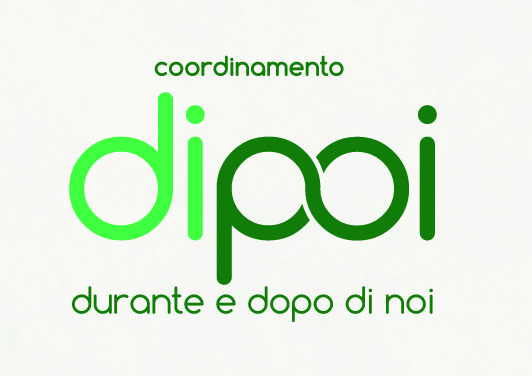 coordinamento
dipoi
durante e dopo di noi